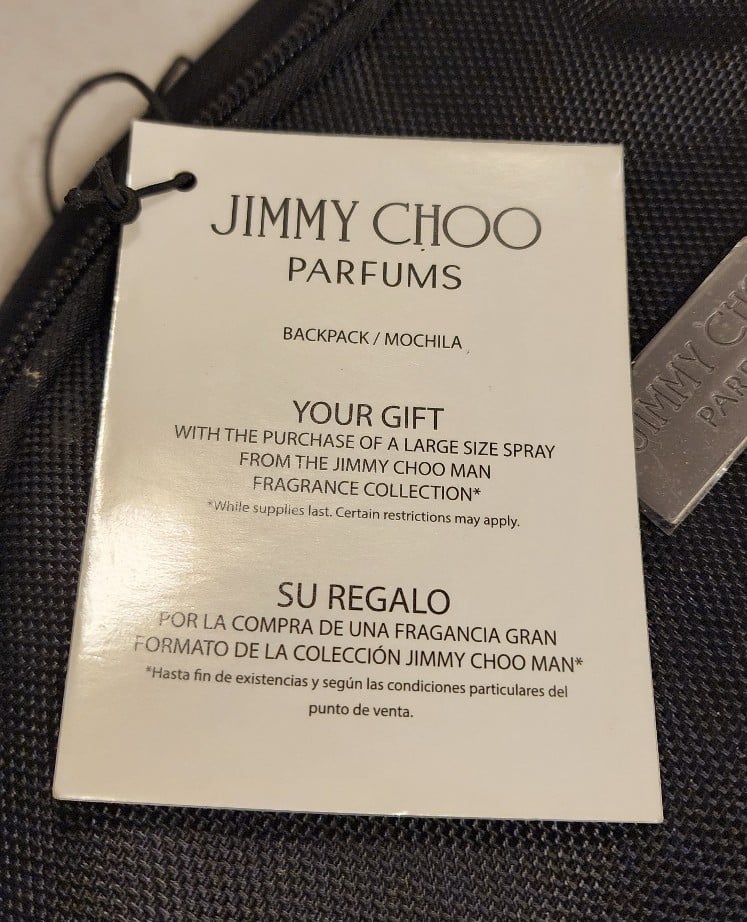 JIMMY CHOO
PARFUMS
BACKPACK / MOCHILA
YOUR GIFT
WITH THE PURCHASE OF A LARGE SIZE SPRAY
FROM THE JIMMY CHOO MAN
FRAGRANCE COLLECTION*
*While supplies last. Certain restrictions may apply.
SU REGALO
POR LA COMPRA DE UNA FRAGANCIA GRAN
FORMATO DE LA COLECCIÓN JIMMY CHOO MAN*
*Hasta fin de existencias y según las condiciones particulares del
punto de venta.
JIMMY CHO
PAR